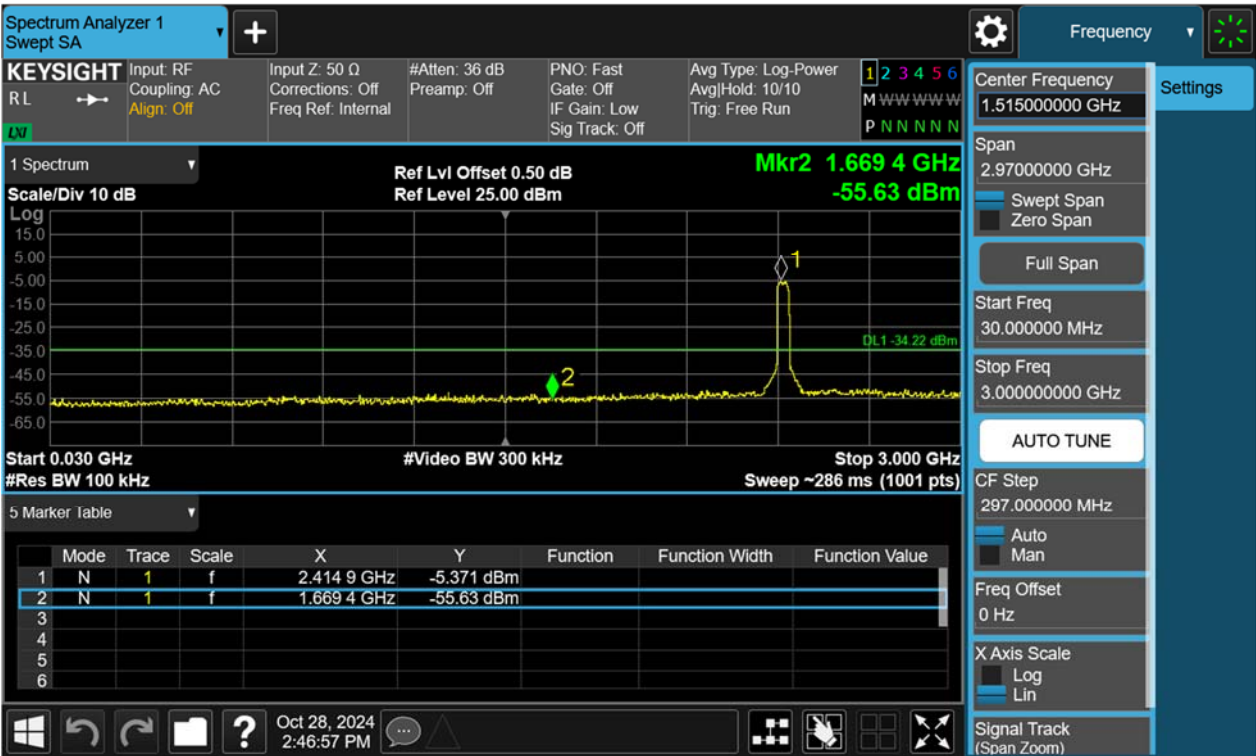 Spectrum Analyzer 1
Swept SA
+
Frequency
KEYSIGHT
Input: RF
Coupling: AC
Align: Off
Input Z: 50 Ω
Corrections: Off
Freq Ref: Internal
#Atten: 36 dB
Preamp: Off
PNO: Fast
Gate: Off
IF Gain: Low
Sig Track: Off
Avg Type: Log-Power
Avg|Hold: 10/10
Trig: Free Run
1 2 3 4 5 6
M W W W W W
P N N N N N
R L
LXI
Center Frequency
1.515000000 GHz
Settings
Span
2.97000000 GHz
Swept Span
Zero Span
Full Span
Start Freq
30.000000 MHz
Stop Freq
3.000000000 GHz
AUTO TUNE
CF Step
297.000000 MHz
Auto
Man
Freq Offset
0 Hz
X Axis Scale
Log
Lin
Signal Track
(Span Zoom)
1 Spectrum
Ref Lvl Offset 0.50 dB
Mkr2 1.669 4 GHz
Scale/Div 10 dB
Ref Level 25.00 dBm
-55.63 dBm
Log
15.0
5.00
-5.00
-15.0
-25.0
-35.0
-45.0
-55.0
-65.0
1
DL1 -34.22 dBm
2
Start 0.030 GHz
#Video BW 300 kHz
Stop 3.000 GHz
#Res BW 100 kHz
Sweep ~286 ms (1001 pts)
5 Marker Table
Mode Trace Scale X Y Function Function Width Function Value
1 N 1 f 2.414 9 GHz -5.371 dBm
2 N 1 f 1.669 4 GHz -55.63 dBm
3
4
5
6
?
Oct 28, 2024
2:46:57 PM